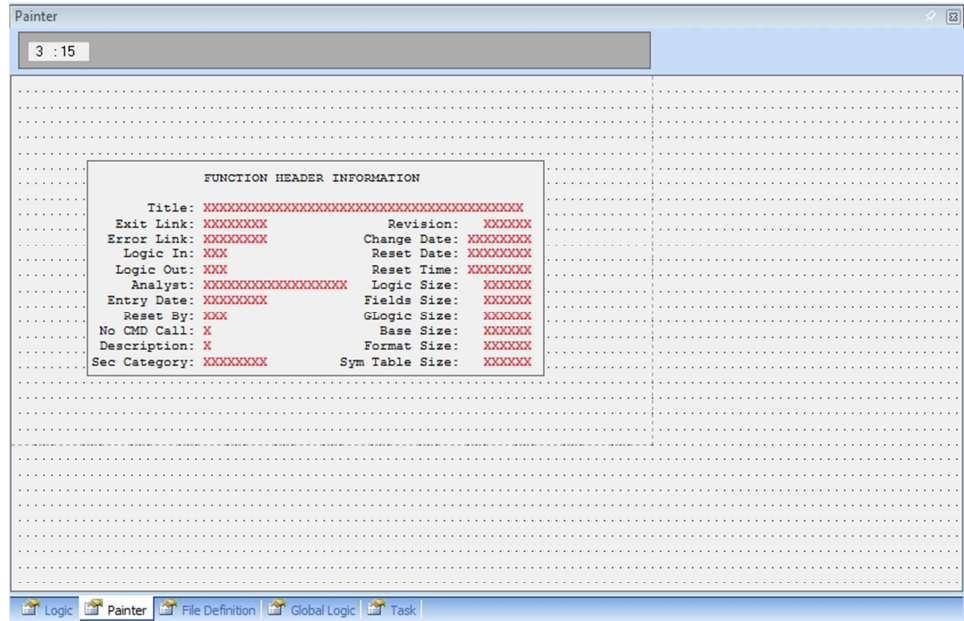 Painter
3 :15
FUNCTION HEADER INFORMATION
Title: XXXXXXXXXXXXXXXXXXXXXXXXXXXXXXXXXXXXXXXX
Exit Link: XXXXXXXX Revision: XXXXXX
Error Link: XXXXXXXX Change Date: XXXXXXXX
Logic In: XXX Reset Date: XXXXXXXX
Logic Out: XXX Reset Time: XXXXXXXX
Analyst: XXXXXXXXXXXXXXXXXX Logic Size: XXXXXX
Entry Date: XXXXXXXX Fields Size: XXXXXX
Reset By: XXX GLogic Size: XXXXXX
No CMD Call: X Base Size: XXXXXX
Description: X Format Size: XXXXXX
Sec Category: XXXXXXXX Sym Table Size: XXXXXX
Logic Painter File Definition Global Logic Task